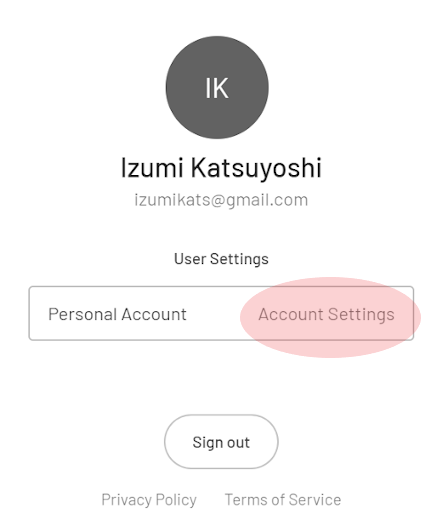 IK
Izumi Katsuyoshi
izumikats@gmail.com
User Settings
Personal Account Account Settings
Sign out
Privacy Policy Terms of Service